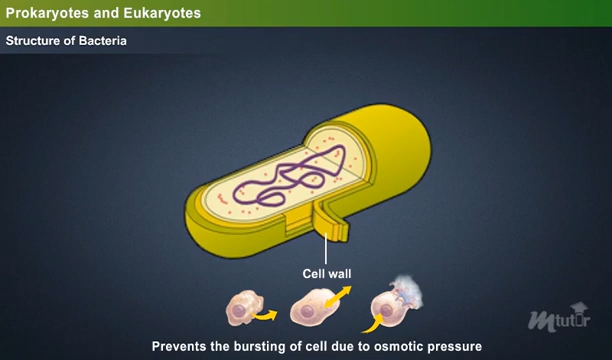 Prokaryotes and Eukaryotes
Structure of Bacteria
Cell wall
Prevents the bursting of cell due to osmotic pressure
Mtutor